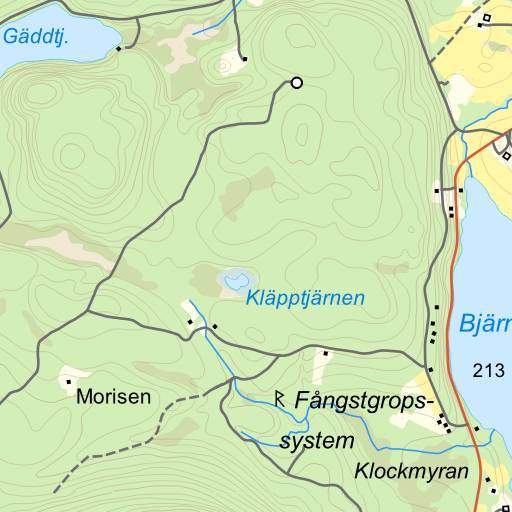 Gäddtj.
Kläpptjärnen
Bjärn
213
Morisen
ᚱ Fångstgrops-
system
Klockmyran